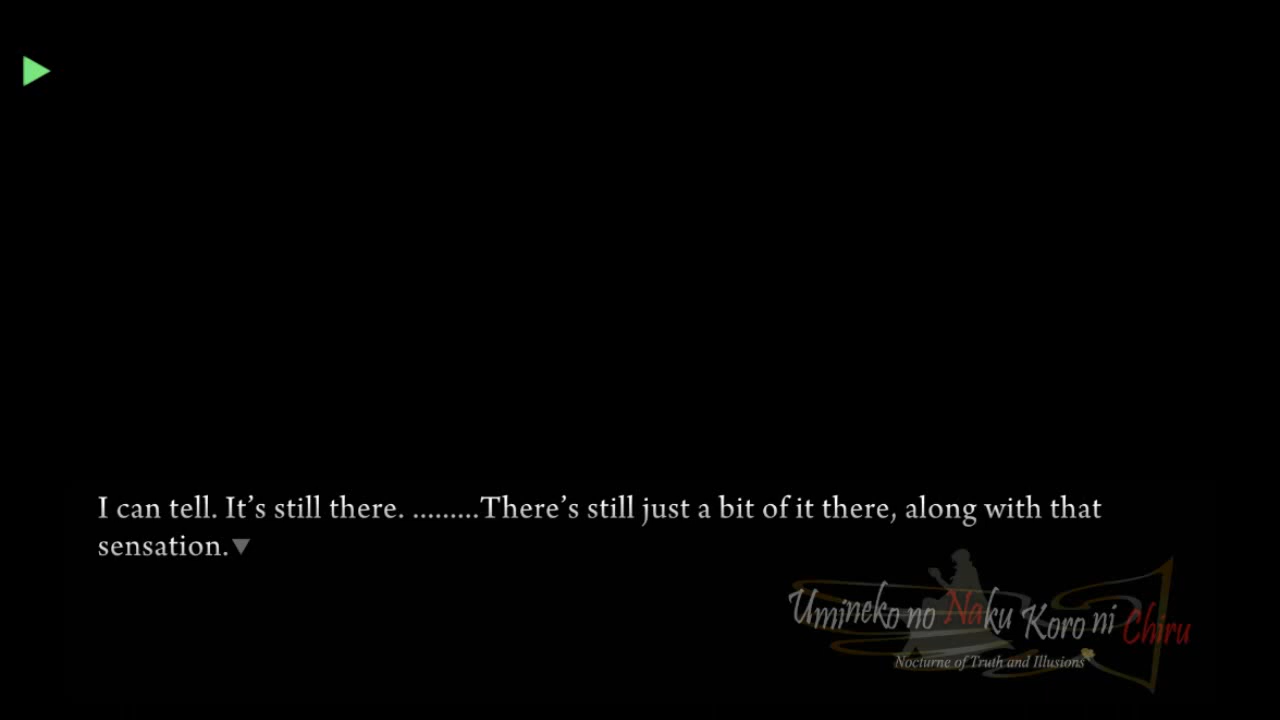 I can tell. It’s still there. .........There’s still just a bit of it there, along with that
sensation.
Umineko no Naku Koro ni Chiru
Nocturne of Truth and Illusions